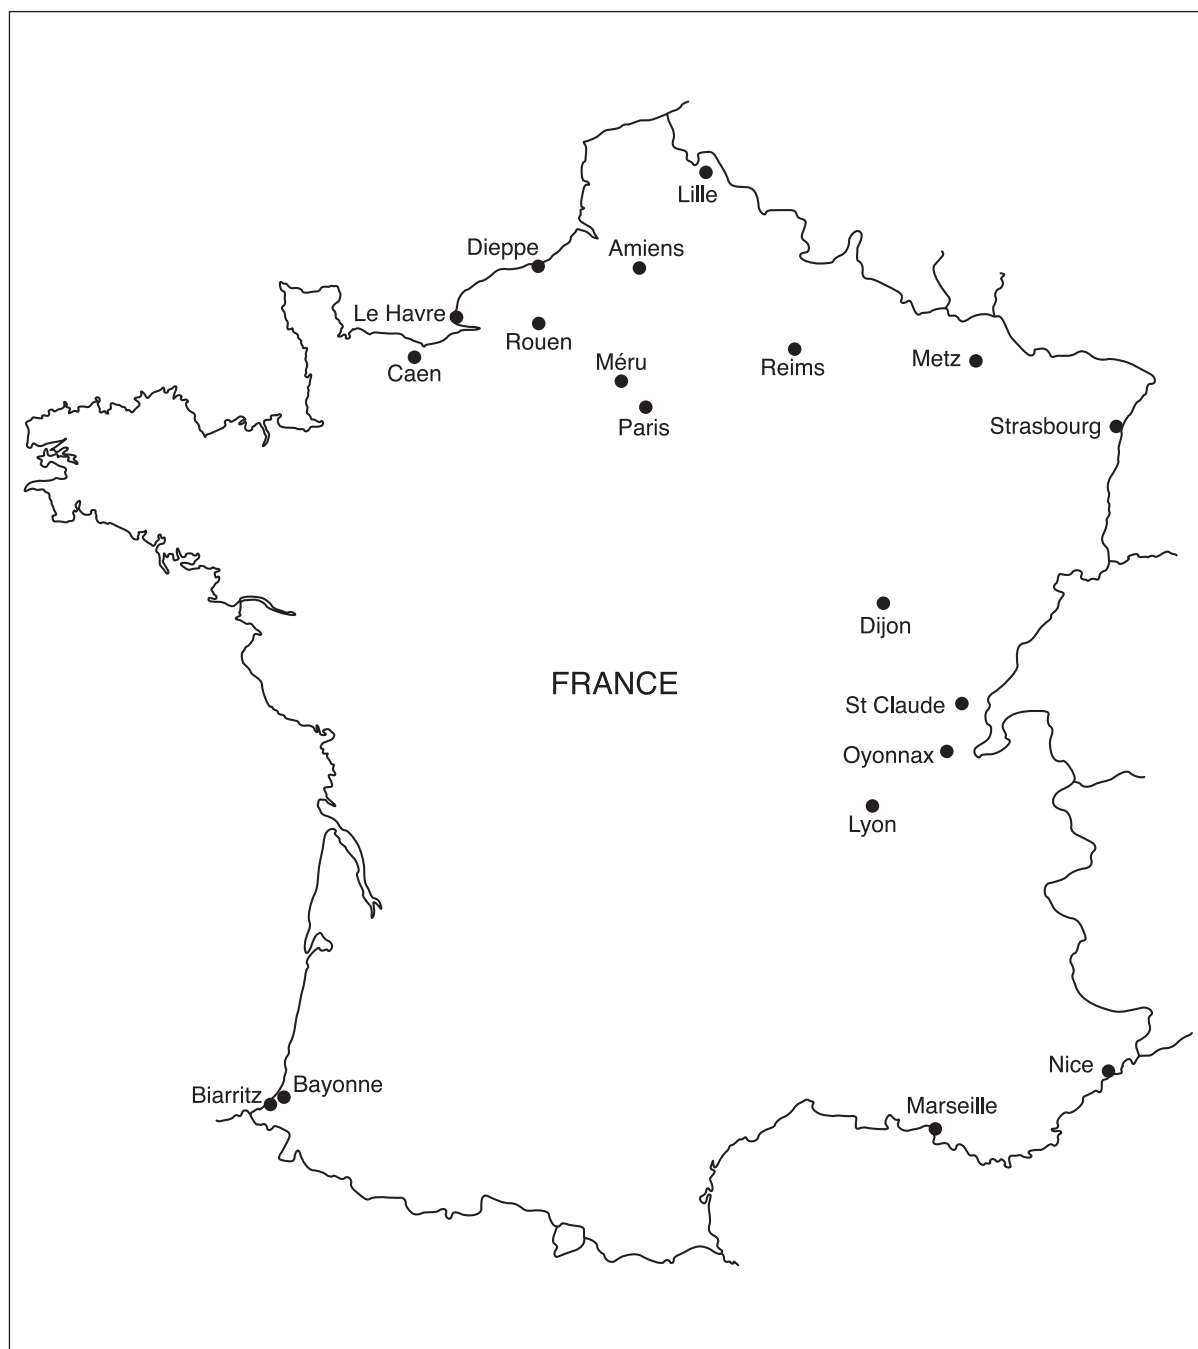 Lille
Dieppe
Amiens
Le Havre
Rouen
Caen
Méru
Reims
Metz
Paris
Strasbourg
Dijon
FRANCE
St Claude
Oyonnax
Lyon
Nice
Bayonne
Biarritz
Marseille